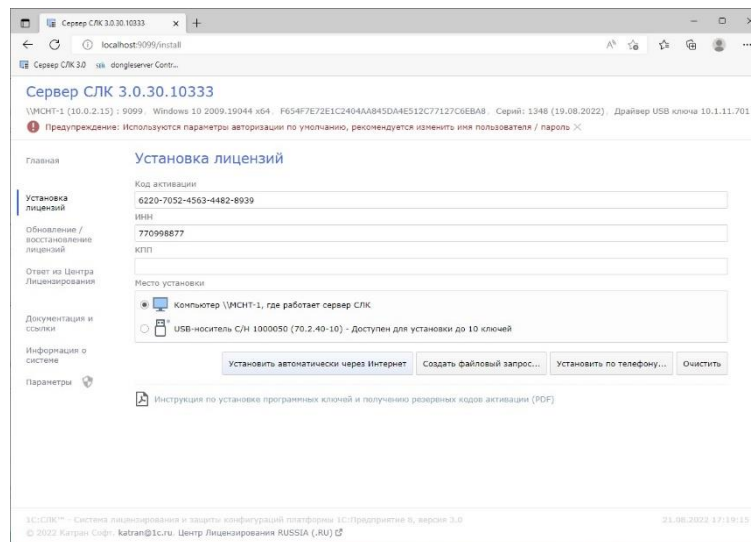 Сервер СЛК 3.0.30.10333
localhost:9099/install
Сервер СЛК 3.0 dongleserver Contr...
Сервер СЛК 3.0.30.10333
\\MCHT-1 (10.0.2.15) : 9099, Windows 10 2009.19044 x64, F654F7E72E1C2404AA845DA4E512C77127C6EBA8, Серий: 1348 (19.08.2022), Драйвер USB ключа 10.1.11.701
Предупреждение: Используются параметры авторизации по умолчанию, рекомендуется изменить имя пользователя / пароль
Главная
Установка лицензий
Обновление / восстановление лицензий
Ответ из Центра Лицензирования
Документация и ссылки
Информация о системе
Параметры
Установка лицензий
Код активации
6220-7052-4563-4482-8939
ИНН
770998877
КПП
Место установки
Компьютер \\MCHT-1, где работает сервер СЛК
USB-носитель С/Н 1000050 (70.2.40-10) - Доступен для установки до 10 ключей
Установить автоматически через Интернет
Создать файловый запрос...
Установить по телефону...
Очистить
Инструкция по установке программных ключей и получению резервных кодов активации (PDF)
1С:СЛК™ - Система лицензирования и защиты конфигураций платформы 1С:Предприятие 8, версия 3.0
21.08.2022 17:19:15
© 2022 Катран Софт, katran@1c.ru, Центр Лицензирования RUSSIA (.RU)